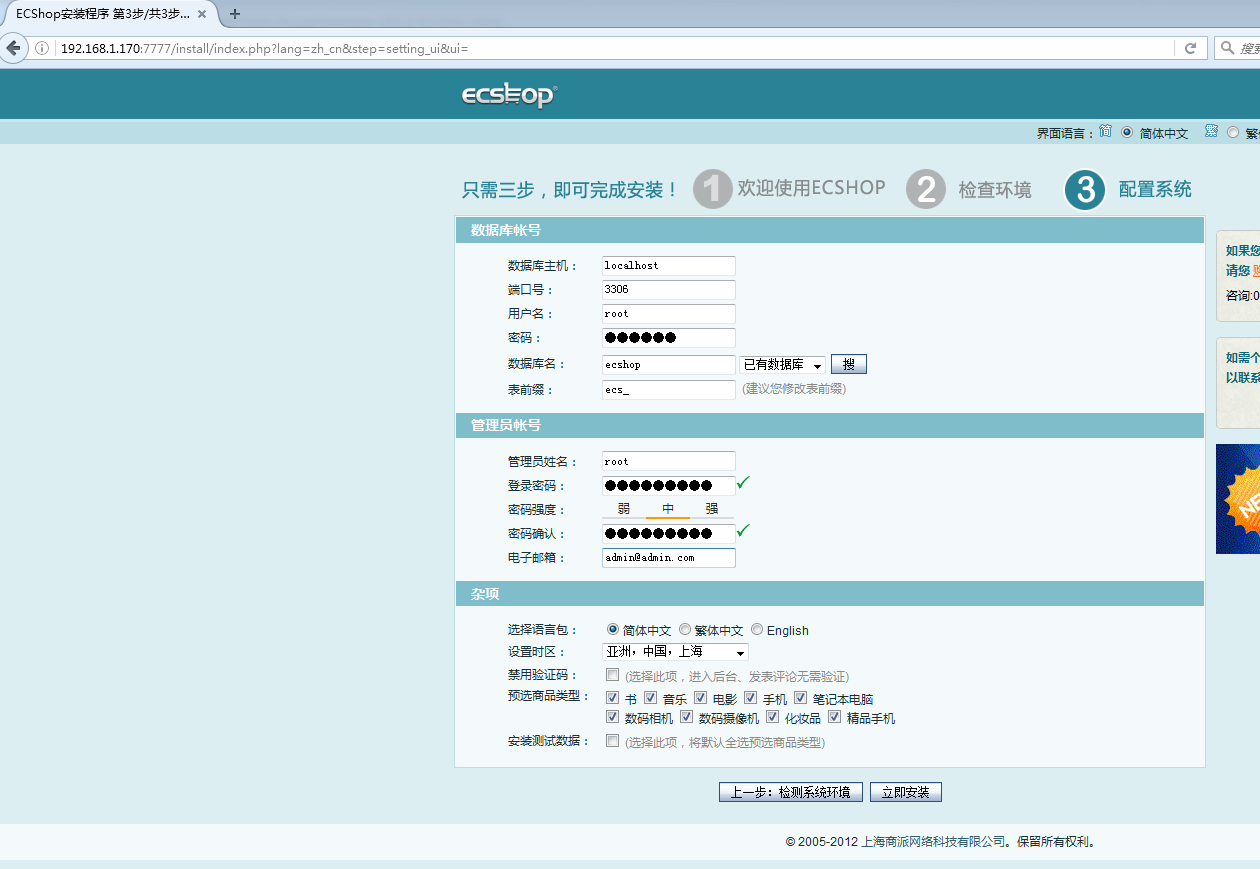 ECShop安装程序 第3步/共3步...
192.168.1.170:7777/install/index.php?lang=zh_cn&step=setting_ui&ui=
搜索
ecshop
界面语言： 简 简体中文 繁
只需三步，即可完成安装！ 1 欢迎使用ECSHOP 2 检查环境 3 配置系统
数据库帐号
数据库主机： localhost
端口号： 3306
用户名： root
密码： ●●●●●●
数据库名： ecshop 已有数据库 搜
表前缀： ecs_ (建议您修改表前缀)
管理员帐号
管理员姓名： root
登录密码： ●●●●●●●●●
密码强度： 弱 中 强
密码确认： ●●●●●●●●●
电子邮箱： admin@admin.com
杂项
选择语言包： 简体中文 繁体中文 English
设置时区： 亚洲，中国，上海
禁用验证码： (选择此项，进入后台、发表评论无需验证)
预选商品类型： 书 音乐 电影 手机 笔记本电脑
数码相机 数码摄像机 化妆品 精品手机
安装测试数据： (选择此项，将默认全选预选商品类型)
上一步：检测系统环境 立即安装
如果您
请您
咨询:0
如需个
以联系
NE
© 2005-2012 上海商派网络科技有限公司。保留所有权利。